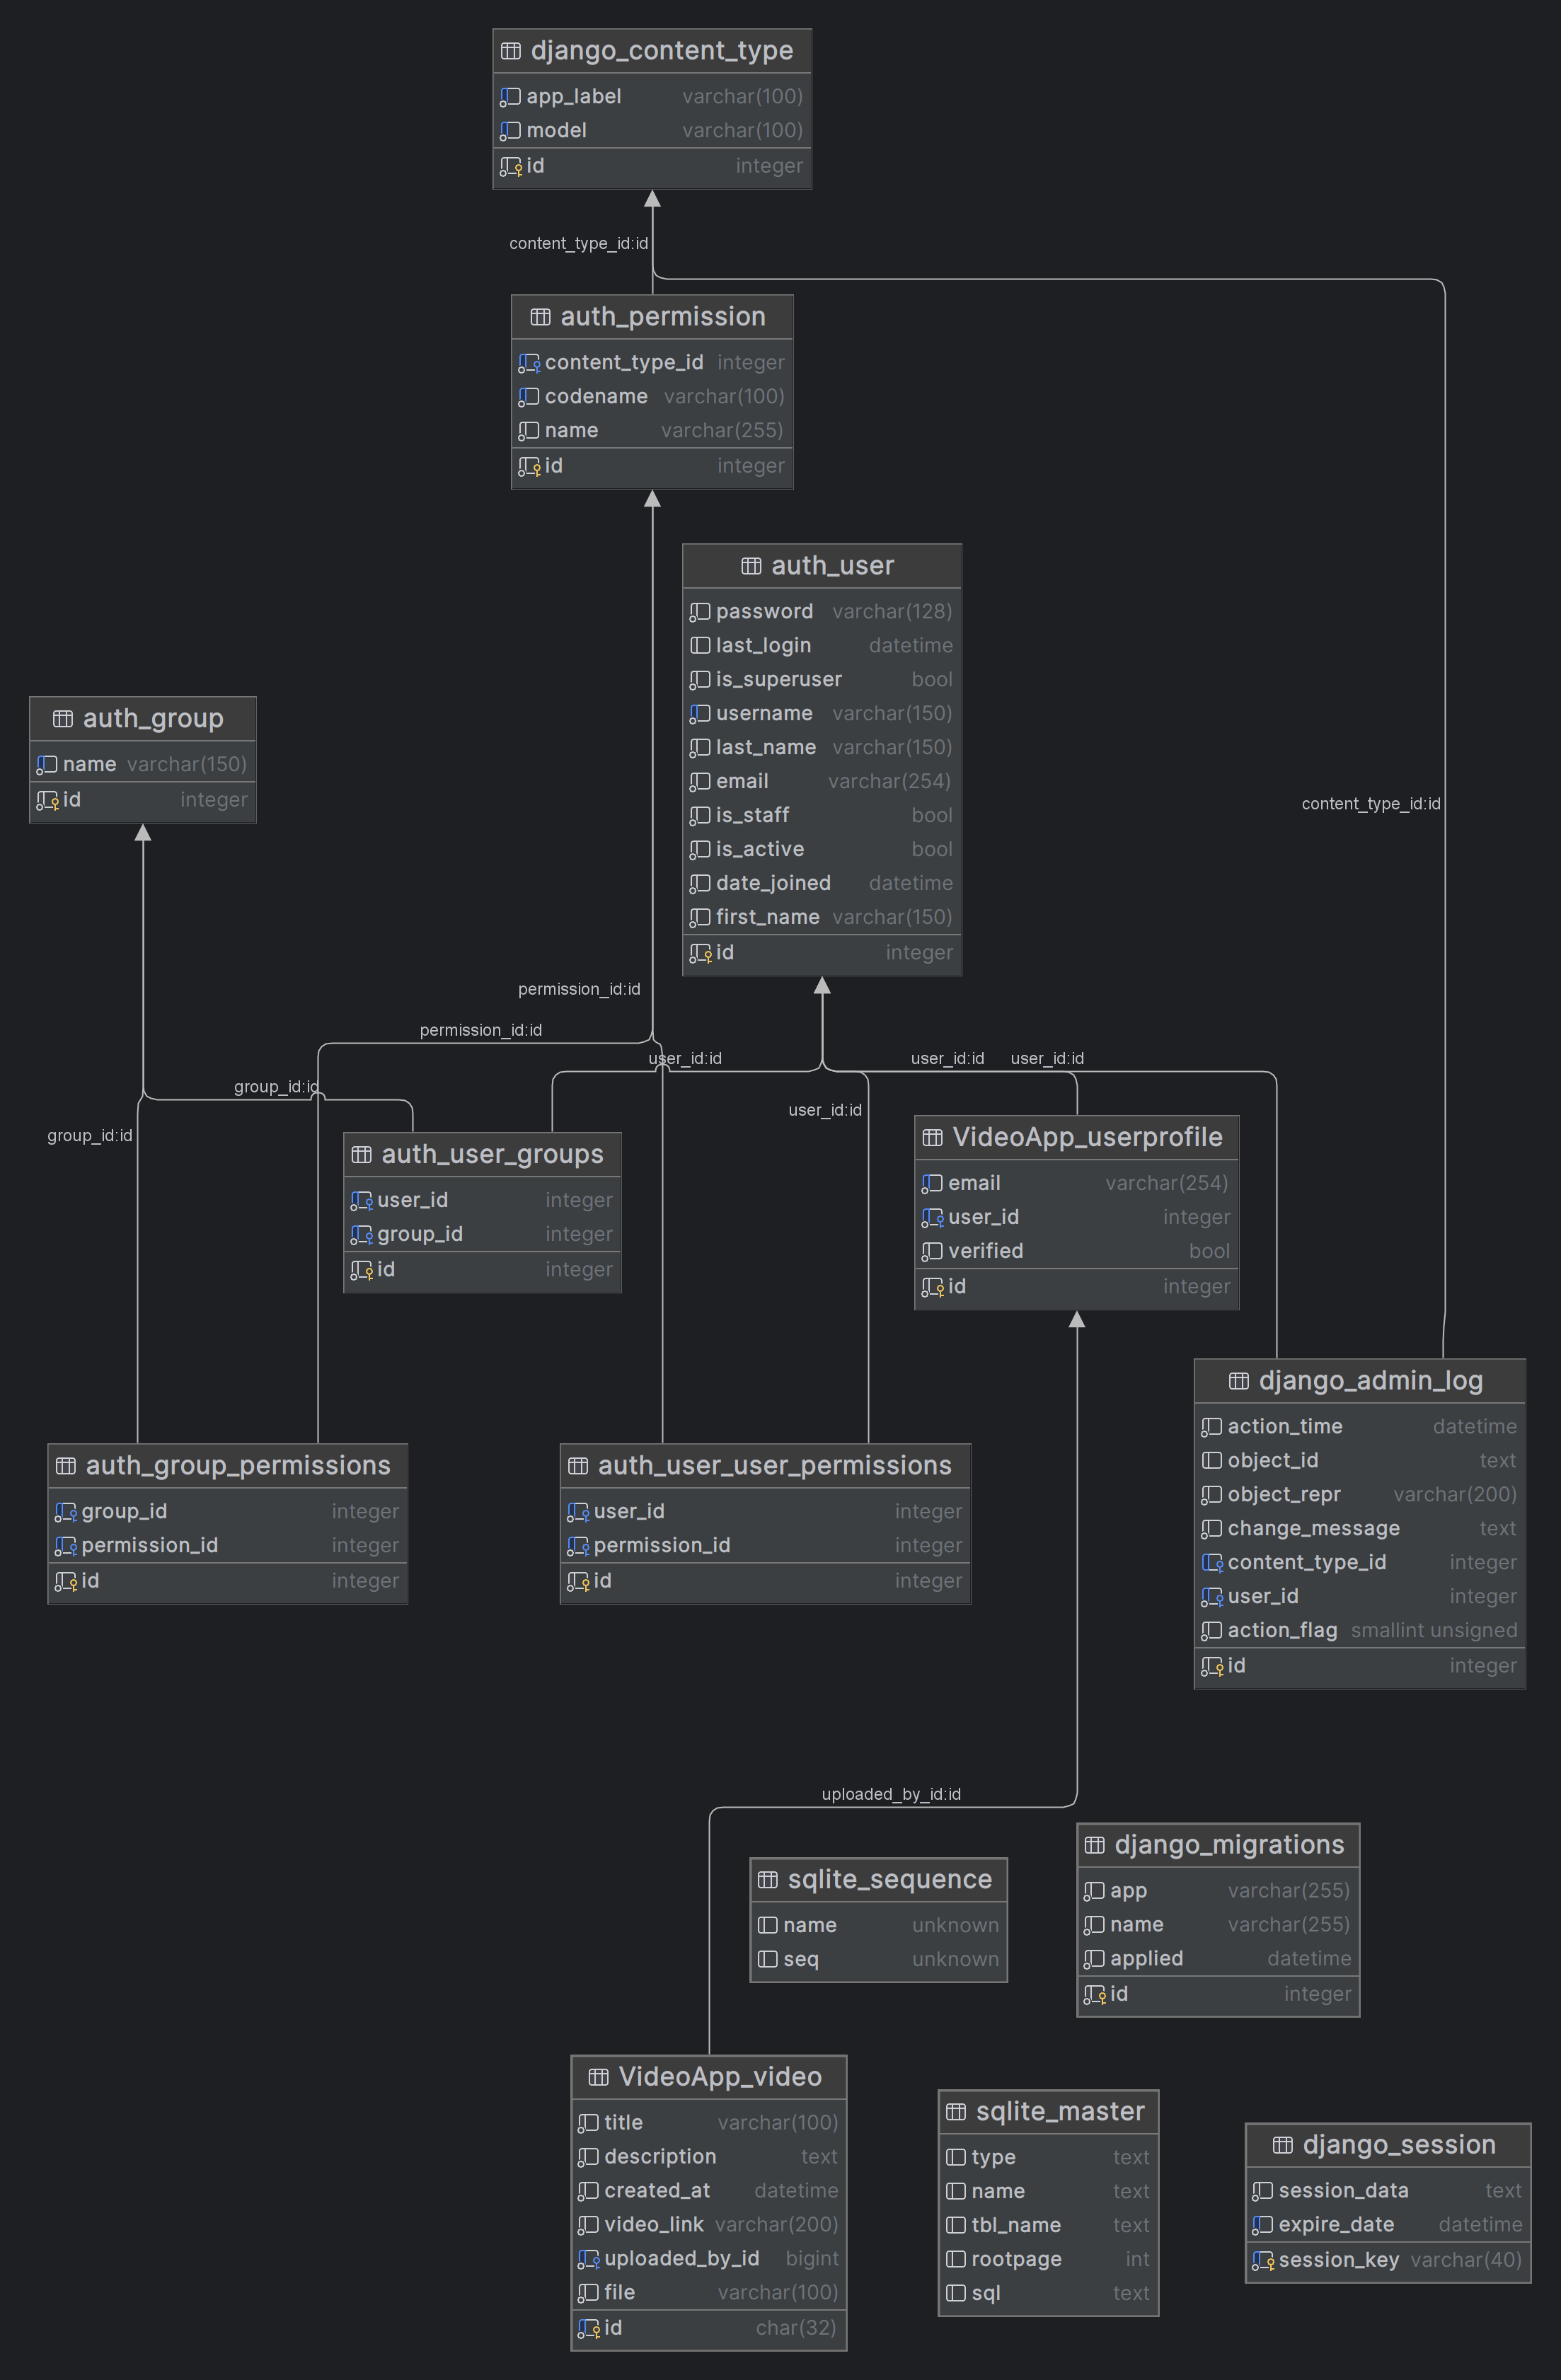 django_content_type
app_label varchar(100)
model varchar(100)
id integer
content_type_id:id
auth_permission
content_type_id integer
codename varchar(100)
name varchar(255)
id integer
auth_user
password varchar(128)
last_login datetime
is_superuser bool
username varchar(150)
last_name varchar(150)
email varchar(254)
is_staff bool
is_active bool
date_joined datetime
first_name varchar(150)
id integer
auth_group
name varchar(150)
id integer
content_type_id:id
permission_id:id
permission_id:id
user_id:id
user_id:id
user_id:id
group_id:id
user_id:id
group_id:id
auth_user_groups
user_id integer
group_id integer
id integer
VideoApp_userprofile
email varchar(254)
user_id integer
verified bool
id integer
django_admin_log
action_time datetime
object_id text
object_repr varchar(200)
change_message text
content_type_id integer
user_id integer
action_flag smallint unsigned
id integer
auth_group_permissions
group_id integer
permission_id integer
id integer
auth_user_user_permissions
user_id integer
permission_id integer
id integer
uploaded_by_id:id
django_migrations
app varchar(255)
name varchar(255)
applied datetime
id integer
sqlite_sequence
name unknown
seq unknown
VideoApp_video
title varchar(100)
description text
created_at datetime
video_link varchar(200)
uploaded_by_id bigint
file varchar(100)
id char(32)
sqlite_master
type text
name text
tbl_name text
rootpage int
sql text
django_session
session_data text
expire_date datetime
session_key varchar(40)